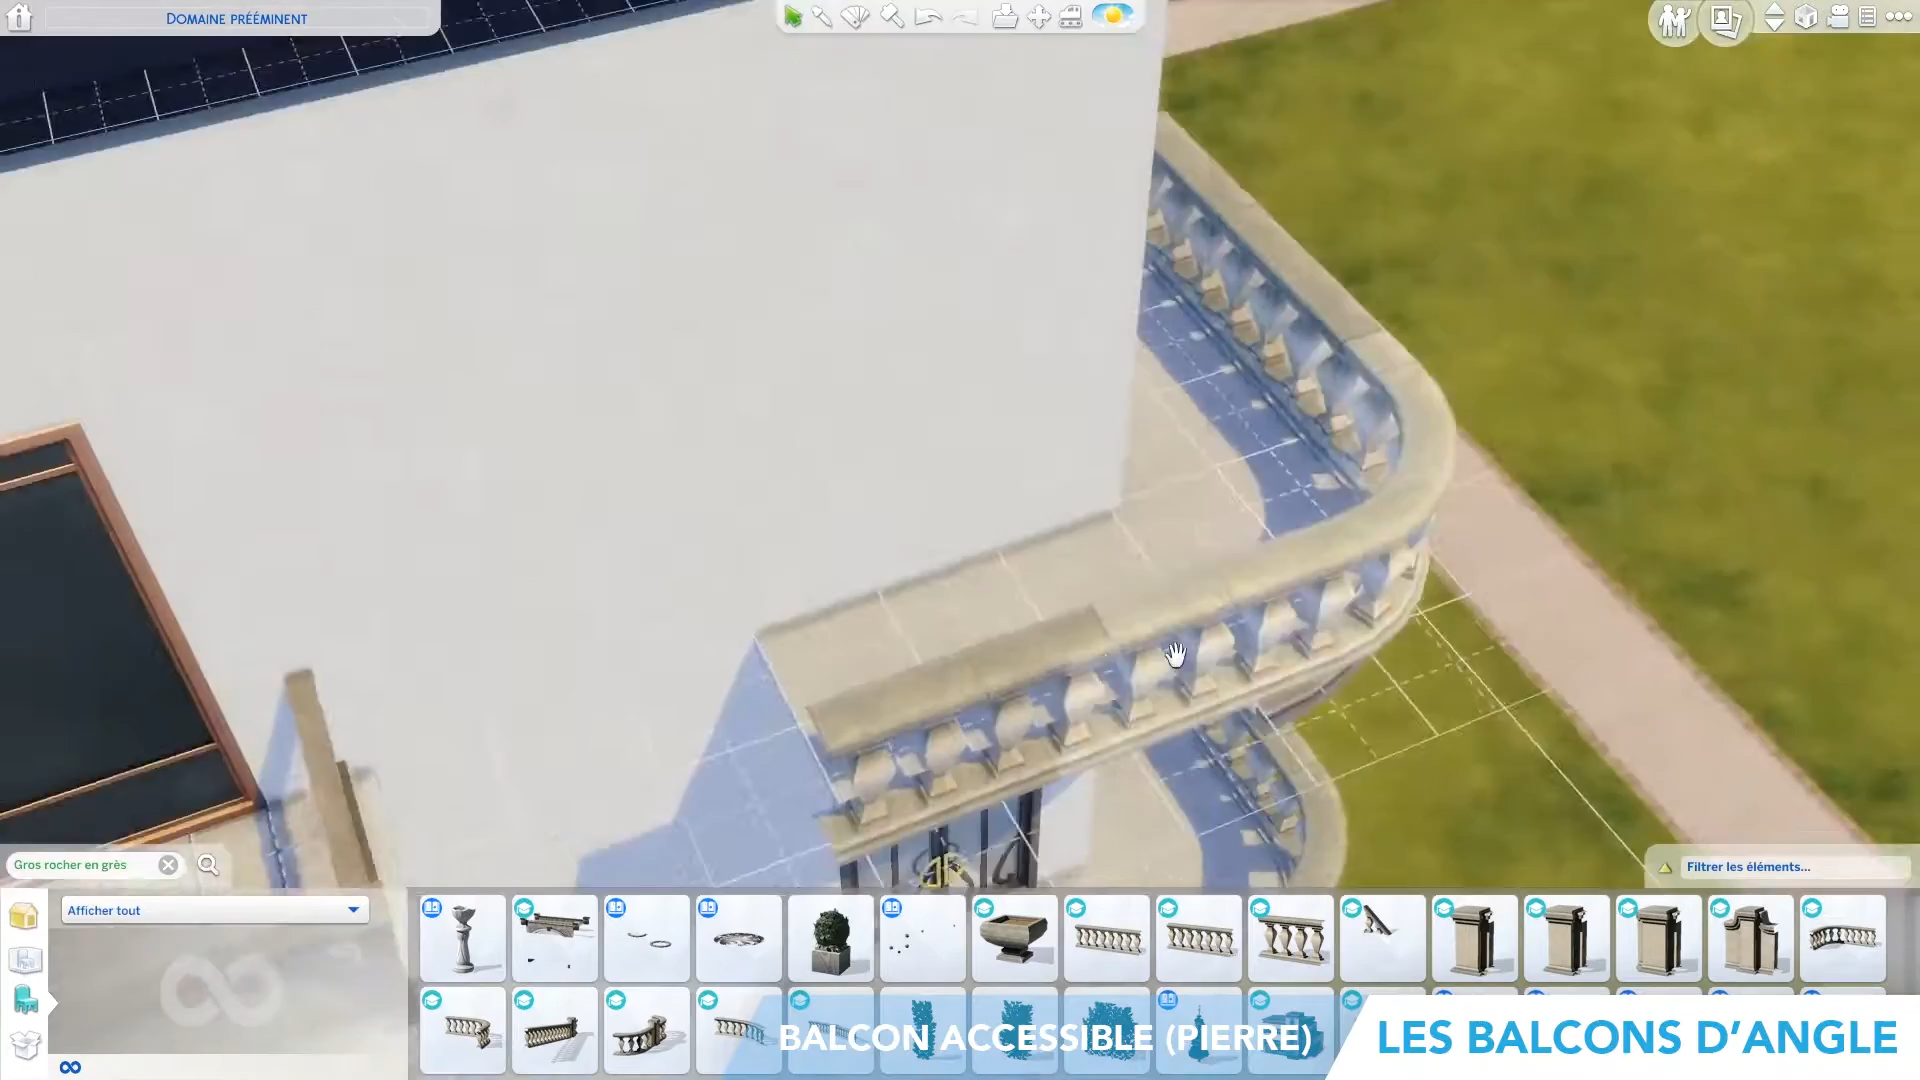 DOMAINE PRÉÉMINENT
Gros rocher en grès
Filtrer les éléments...
Afficher tout
BALCON ACCESSIBLE (PIERRE)
LES BALCONS D’ANGLE